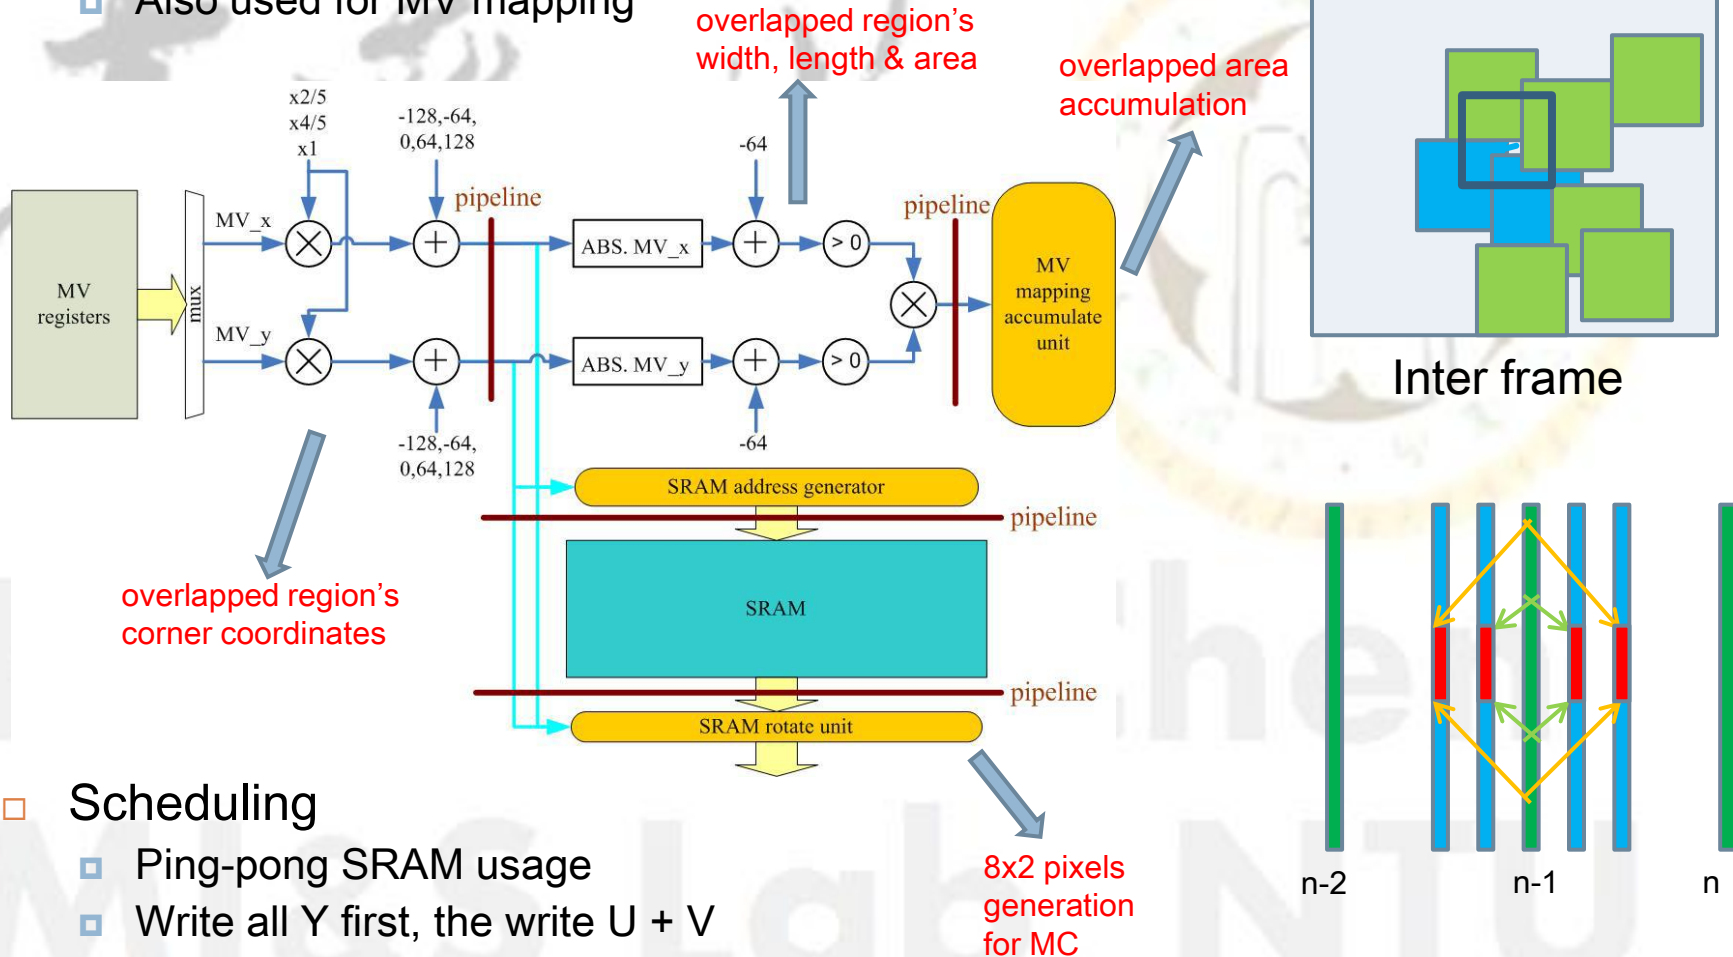 Also used for MV mapping
overlapped region's
width, length & area
overlapped area
accumulation
x2/5
x4/5
x1
-128,-64,
0,64,128
-64
pipeline
pipeline
MV_x
ABS. MV_x
> 0
MV
registers
mux
MV
mapping
accumulate
unit
MV_y
ABS. MV_y
> 0
Inter frame
-128,-64,
0,64,128
-64
SRAM address generator
pipeline
overlapped region's
corner coordinates
SRAM
pipeline
SRAM rotate unit
Scheduling
Ping-pong SRAM usage
Write all Y first, the write U + V
8x2 pixels
generation
for MC
n-2
n-1
n
hen
Lab NTU